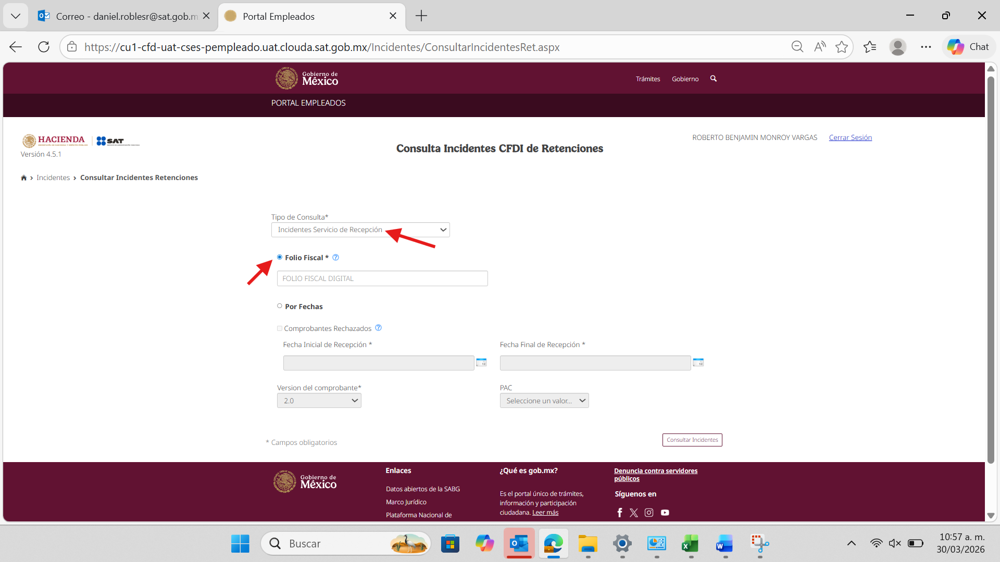 Correo - daniel.roblesr@sat.gob.m
Portal Empleados
https://cu1-cfd-uat-cses-pempleado.uat.clouda.sat.gob.mx/Incidentes/ConsultarIncidentesRet.aspx
Chat
Gobierno de
México
Trámites
Gobierno
PORTAL EMPLEADOS
HACIENDA
SAT
Versión 4.5.1
Consulta Incidentes CFDI de Retenciones
ROBERTO BENJAMIN MONROY VARGAS
Cerrar Sesión
Incidentes
Consultar Incidentes Retenciones
Tipo de Consulta*
Incidentes Servicio de Recepción
Folio Fiscal *
FOLIO FISCAL DIGITAL
Por Fechas
Comprobantes Rechazados
Fecha Inicial de Recepción *
Fecha Final de Recepción *
Version del comprobante*
PAC
2.0
Seleccione un valor...
* Campos obligatorios
Consultar Incidentes
Gobierno de
México
Enlaces
Datos abiertos de la SABG
Marco Jurídico
Plataforma Nacional de
¿Qué es gob.mx?
Es el portal único de trámites,
información y participación
ciudadana. Leer más
Denuncia contra servidores
públicos
Síguenos en
Buscar
10:57 a. m.
30/03/2026